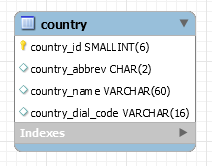 country
country_id SMALLINT(6)
country_abbrev CHAR(2)
country_name VARCHAR(60)
country_dial_code VARCHAR(16)
Indexes